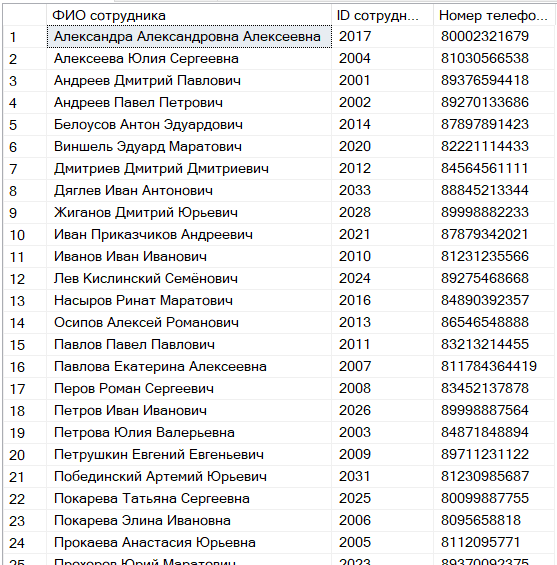 ФИО сотрудника ID сотрудн... Номер телефо...
1 Александра Александровна Алексеевна 2017 80002321679
2 Алексеева Юлия Сергеевна 2004 81030566538
3 Андреев Дмитрий Павлович 2001 89376594418
4 Андреев Павел Петрович 2002 89270133686
5 Белоусов Антон Эдуардович 2014 87897891423
6 Виншель Эдуард Маратович 2020 82221114433
7 Дмитриев Дмитрий Дмитриевич 2012 84564561111
8 Дяглев Иван Антонович 2033 88845213344
9 Жиганов Дмитрий Юрьевич 2028 89998882233
10 Иван Приказчиков Андреевич 2021 87879342021
11 Иванов Иван Иванович 2010 81231235566
12 Лев Кислинский Семёнович 2024 89275468668
13 Насыров Ринат Маратович 2016 84890392357
14 Осипов Алексей Романович 2013 86546548888
15 Павлов Павел Павлович 2011 83213214455
16 Павлова Екатерина Алексеевна 2007 811784364419
17 Перов Роман Сергеевич 2008 83452137878
18 Петров Иван Иванович 2026 89998887564
19 Петрова Юлия Валерьевна 2003 84871848894
20 Петрушкин Евгений Евгеньевич 2009 89711231122
21 Побединский Артемий Юрьевич 2031 81230985687
22 Покарева Татьяна Сергеевна 2025 80099887755
23 Покарева Элина Ивановна 2006 8095658818
24 Прокаева Анастасия Юрьевна 2005 8112095771
25 Прохоров Юрий Маратович 2023 89370092375